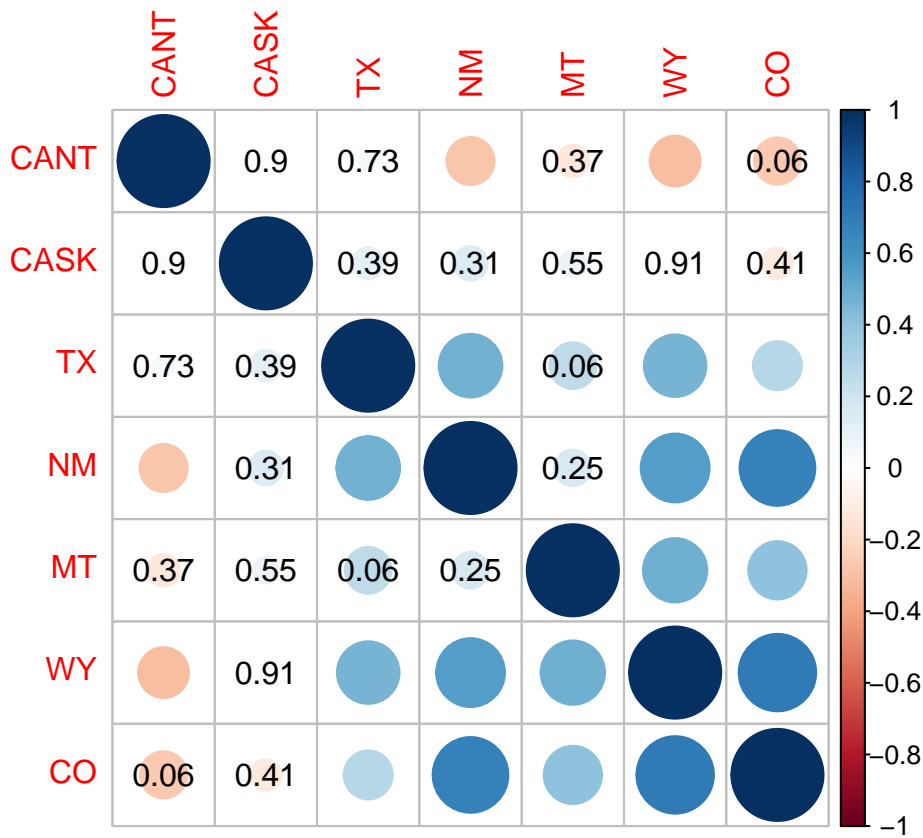 CANT CASK TX NM MT WY CO
CANT 0.9 0.73 0.37 0.06 1
0.8
CASK 0.9 0.39 0.31 0.55 0.91 0.41
0.6
0.4
TX 0.73 0.39 0.06
0.2
NM 0.31 0.25 0
−0.2
MT 0.37 0.55 0.06 0.25
−0.4
WY 0.91
−0.6
CO 0.06 0.41 −0.8
−1